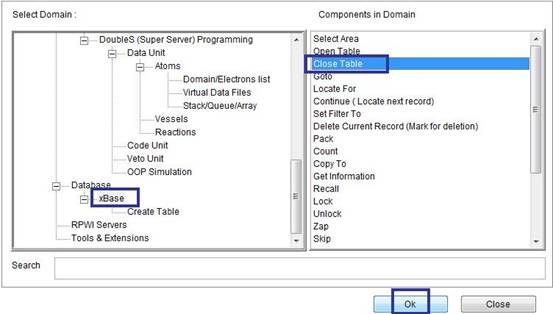 Select Domain :
DoubleS (Super Server) Programming
Data Unit
Atoms
Domain/Electrons list
Virtual Data Files
Stack/Queue/Array
Vessels
Reactions
Code Unit
Veto Unit
OOP Simulation
Database
xBase
Create Table
RPWI Servers
Tools & Extensions
Components in Domain
Select Area
Open Table
Close Table
Goto
Locate For
Continue ( Locate next record)
Set Filter To
Delete Current Record (Mark for deletion)
Pack
Count
Copy To
Get Information
Recall
Lock
Unlock
Zap
Skip
Search
Ok
Close